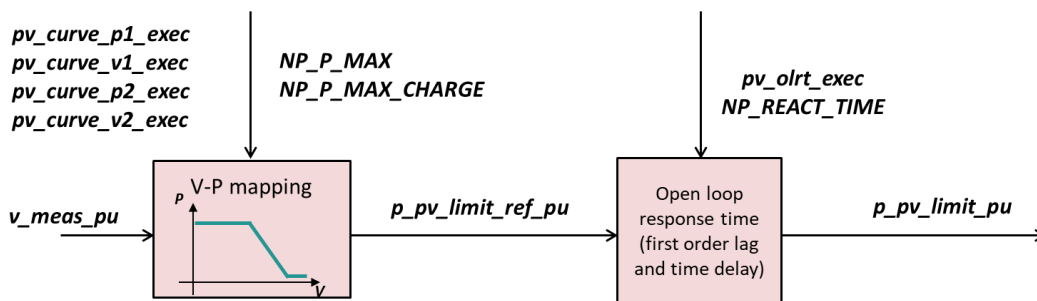 pv_curve_p1_exec
pv_curve_v1_exec
pv_curve_p2_exec
pv_curve_v2_exec
NP_P_MAX
NP_P_MAX_CHARGE
pv_olrt_exec
NP_REACT_TIME
v_meas_pu
V-P mapping
P
V
p_pv_limit_ref_pu
Open loop
response time
(first order lag
and time delay)
p_pv_limit_pu